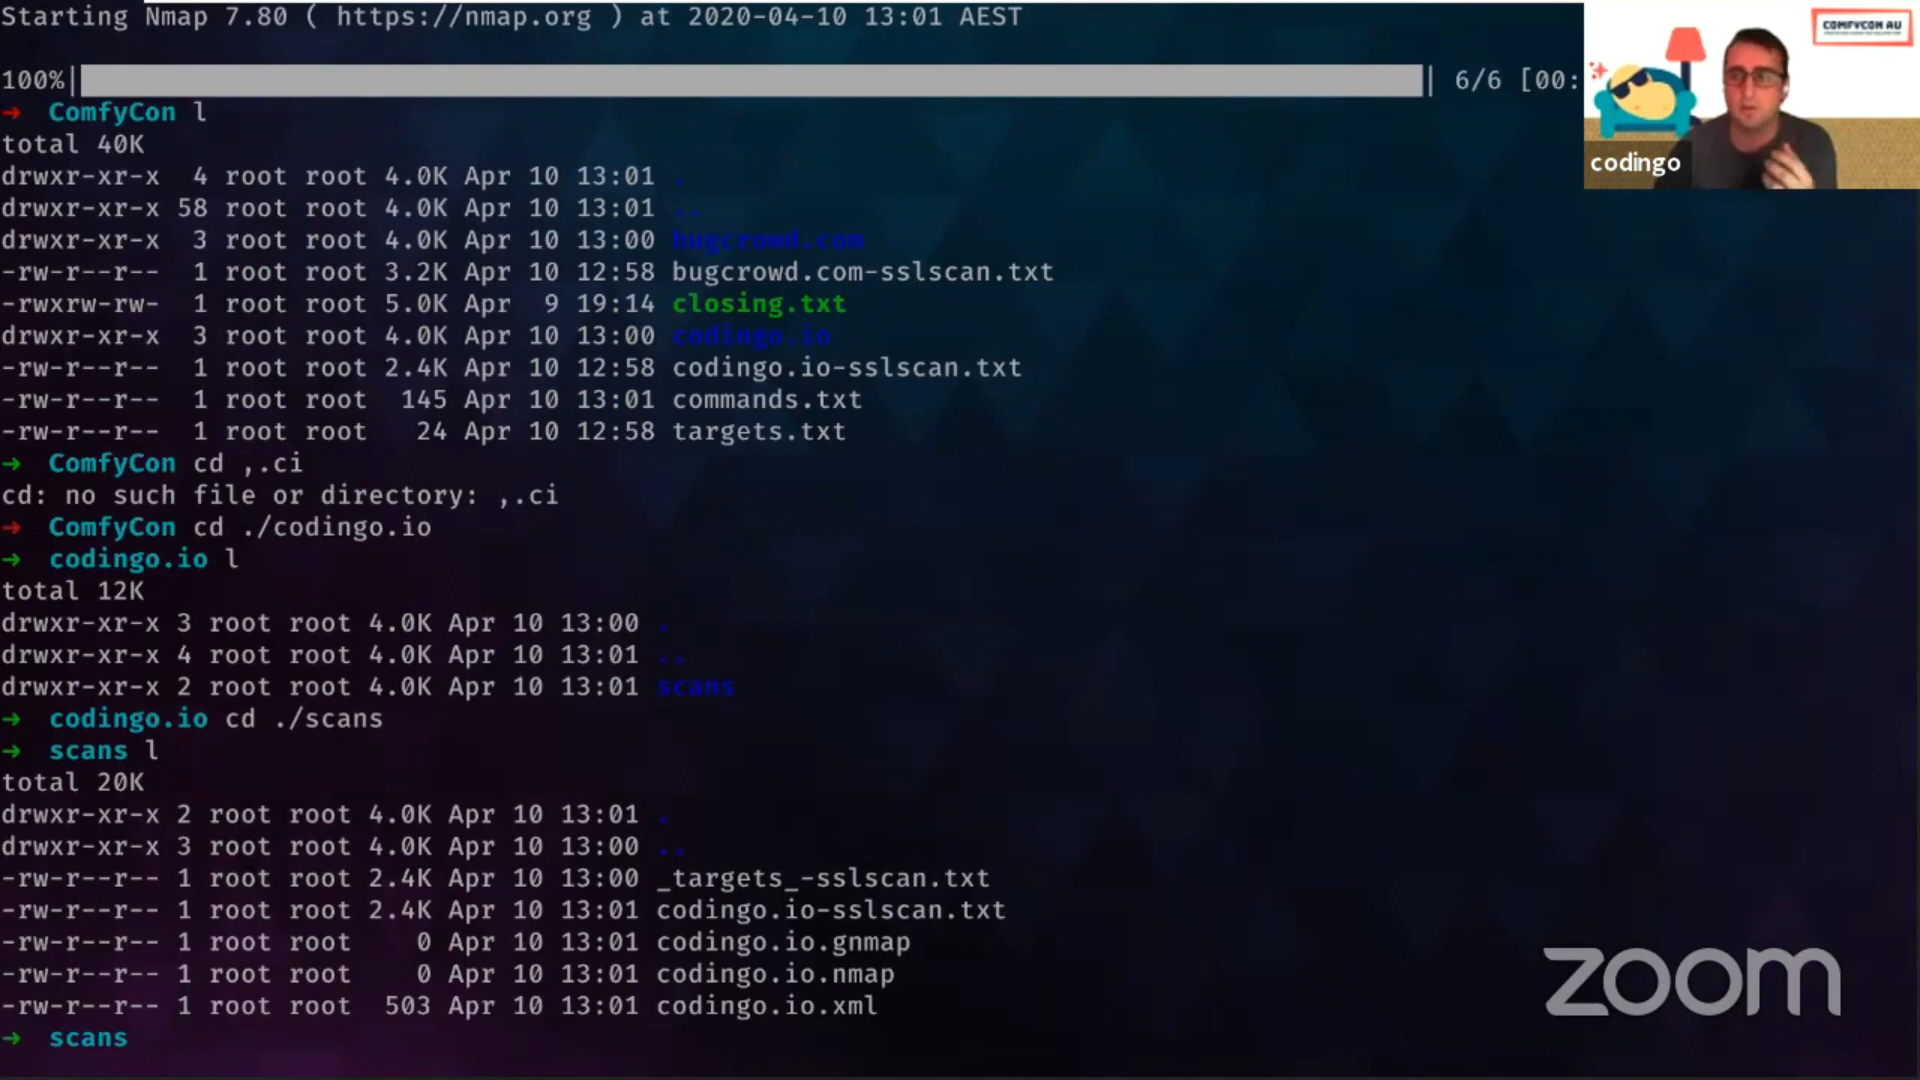 Starting Nmap 7.80 ( https://nmap.org ) at 2020-04-10 13:01 AEST
100%| | 6/6 [00:
→ ComfyCon l
total 40K
drwxr-xr-x 4 root root 4.0K Apr 10 13:01 .
drwxr-xr-x 58 root root 4.0K Apr 10 13:01 ..
drwxr-xr-x 3 root root 4.0K Apr 10 13:00 bugcrowd.com
-rw-r--r-- 1 root root 3.2K Apr 10 12:58 bugcrowd.com-sslscan.txt
-rwxrw-rw- 1 root root 5.0K Apr 9 19:14 closing.txt
drwxr-xr-x 3 root root 4.0K Apr 10 13:00 codingo.io
-rw-r--r-- 1 root root 2.4K Apr 10 12:58 codingo.io-sslscan.txt
-rw-r--r-- 1 root root 145 Apr 10 13:01 commands.txt
-rw-r--r-- 1 root root 24 Apr 10 12:58 targets.txt
→ ComfyCon cd ,.ci
cd: no such file or directory: ,.ci
→ ComfyCon cd ./codingo.io
→ codingo.io l
total 12K
drwxr-xr-x 3 root root 4.0K Apr 10 13:00 .
drwxr-xr-x 4 root root 4.0K Apr 10 13:01 ..
drwxr-xr-x 2 root root 4.0K Apr 10 13:01 scans
→ codingo.io cd ./scans
→ scans l
total 20K
drwxr-xr-x 2 root root 4.0K Apr 10 13:01 .
drwxr-xr-x 3 root root 4.0K Apr 10 13:00 ..
-rw-r--r-- 1 root root 2.4K Apr 10 13:00 _targets_-sslscan.txt
-rw-r--r-- 1 root root 2.4K Apr 10 13:01 codingo.io-sslscan.txt
-rw-r--r-- 1 root root 0 Apr 10 13:01 codingo.io.gnmap
-rw-r--r-- 1 root root 0 Apr 10 13:01 codingo.io.nmap
-rw-r--r-- 1 root root 503 Apr 10 13:01 codingo.io.xml
→ scans
COMFYCON AU
codingo
zoom